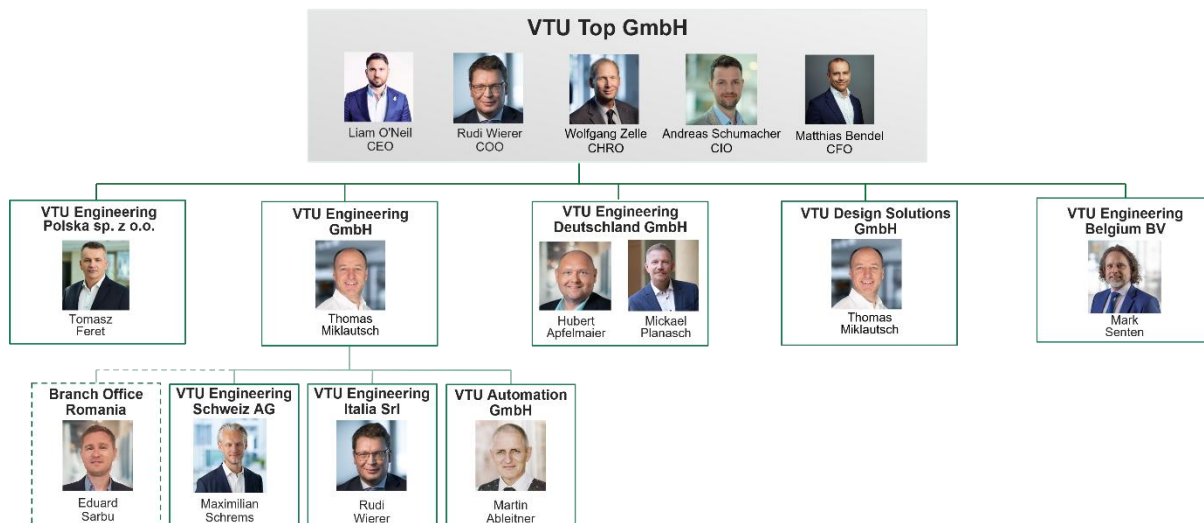 VTU Top GmbH
Liam O'Neil
CEO
Rudi Wierer
COO
Wolfgang Zelle
CHRO
Andreas Schumacher
CIO
Matthias Bendel
CFO
VTU Engineering
Polska sp. z o.o.
Tomasz
Feret
VTU Engineering
GmbH
Thomas
Miklautsch
VTU Engineering
Deutschland GmbH
Hubert
Apfelmaier
Mickael
Planasch
VTU Design Solutions
GmbH
Thomas
Miklautsch
VTU Engineering
Belgium BV
Mark
Senten
Branch Office
Romania
Eduard
Sarbu
VTU Engineering
Schweiz AG
Maximilian
Schrems
VTU Engineering
Italia Srl
Rudi
Wierer
VTU Automation
GmbH
Martin
Ableitner